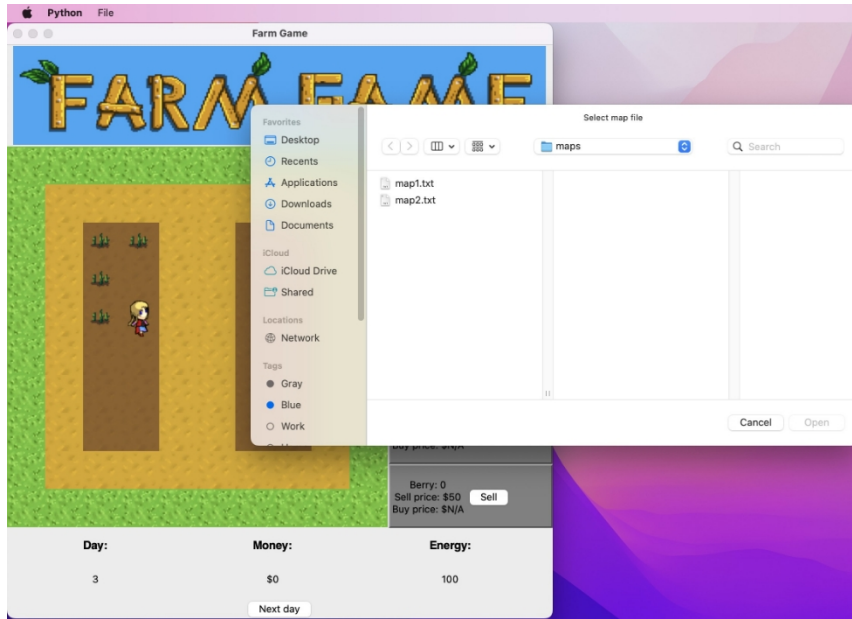 Python File
Farm Game
FARM GAME
Select map file
Favorites
Desktop
Recents
Applications
Downloads
Documents
iCloud
iCloud Drive
Shared
Locations
Network
Tags
Gray
Blue
Work
maps
Search
map1.txt
map2.txt
Cancel Open
Buy price: $N/A
Berry: 0
Sell price: $50 Sell
Buy price: $N/A
Day: Money: Energy:
3 $0 100
Next day